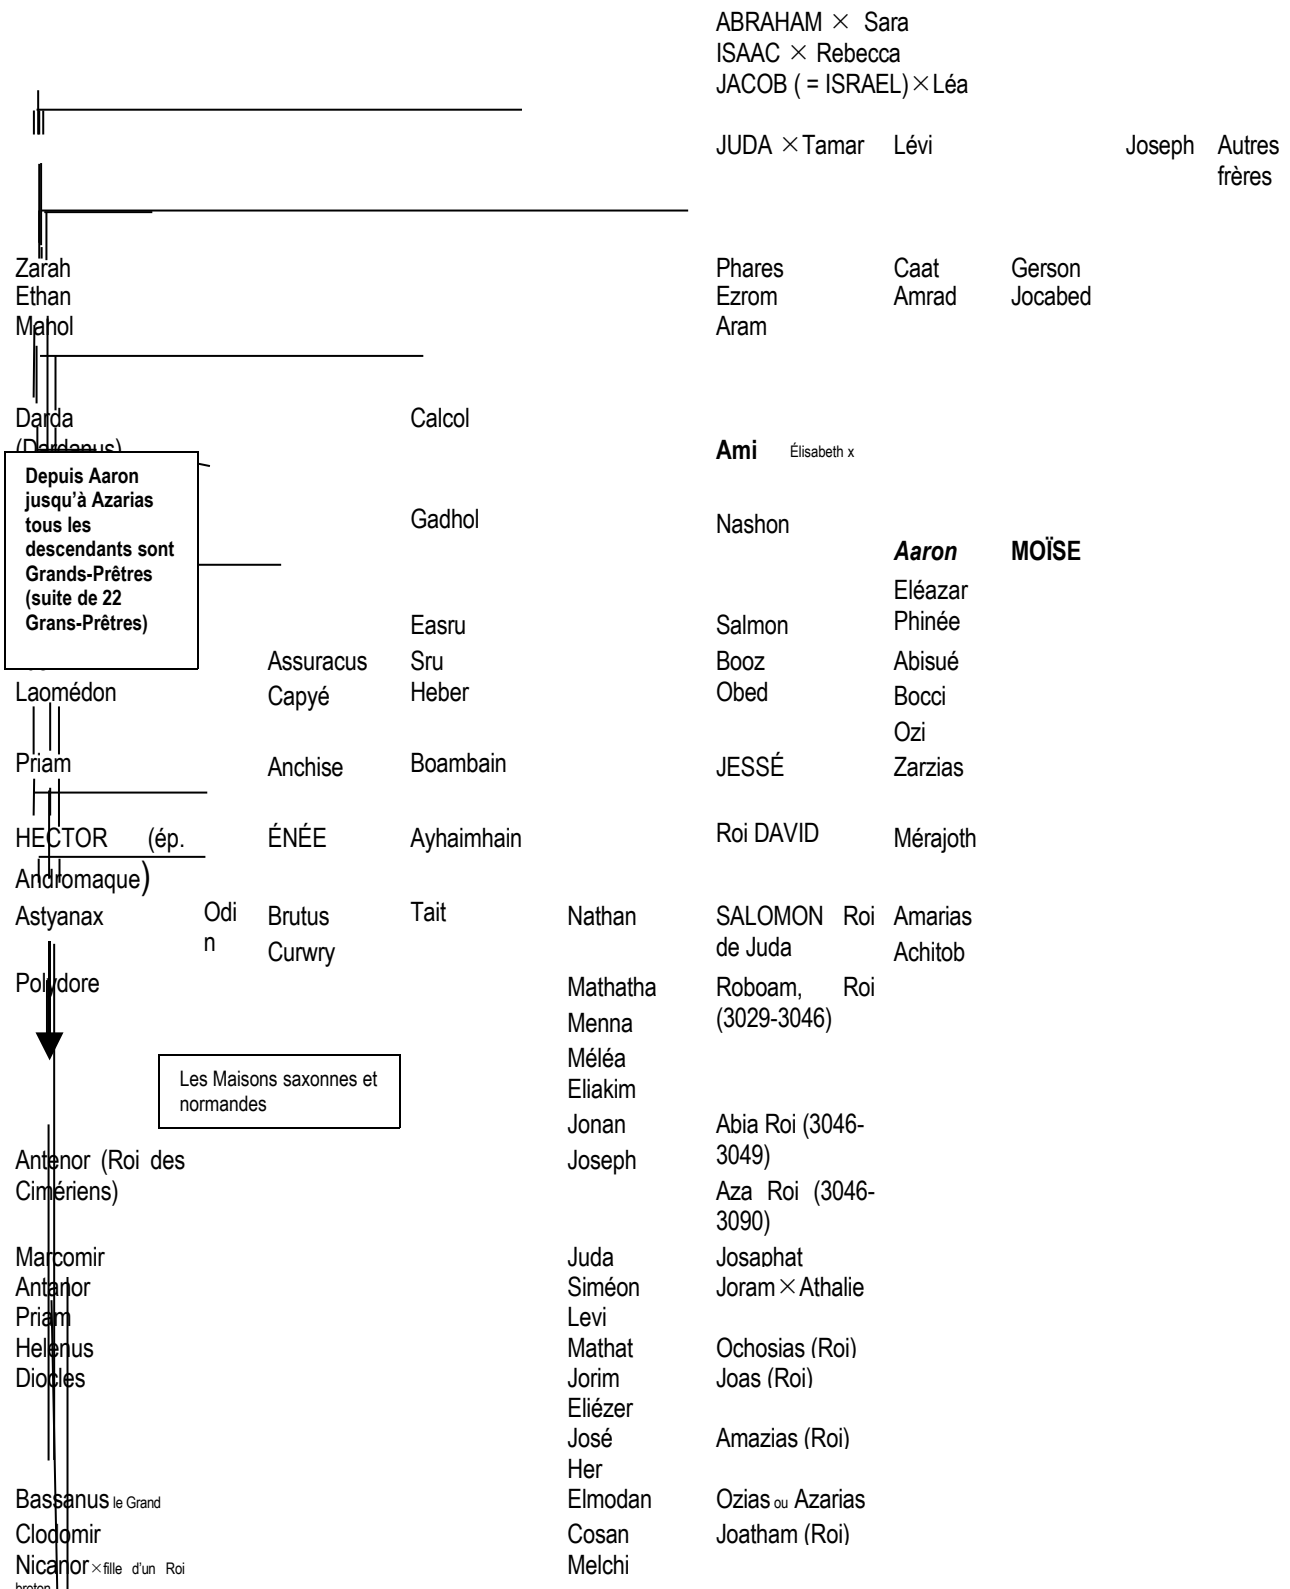 ABRAHAM × Sara
ISAAC × Rebecca
JACOB ( = ISRAEL)×Léa
JUDA ×Tamar Lévi Joseph Autres
frères
Zarah Phares Caat Gerson
Ethan Ezrom Amrad Jocabed
Mahol Aram
Darda Calcol
(Dardanus)
Ami Élisabeth x
Depuis Aaron
jusqu’à Azarias
tous les
descendants sont
Grands-Prêtres
(suite de 22
Grans-Prêtres)
Gadhol Nashon
Aaron MOÏSE
Eléazar
Easru Salmon Phinée
Assuracus Sru Booz Abisué
Laomédon Capyé Heber Obed Bocci
Ozi
Priam Anchise Boambain JESSÉ Zarzias
HECTOR (ép. ÉNÉE Ayhaimhain Roi DAVID Mérajoth
Andromaque)
Astyanax Odi Brutus Tait Nathan SALOMON Roi Amarias
n Curwry de Juda Achitob
Polydore Mathatha Roboam, Roi
Menna (3029-3046)
Méléa
Les Maisons saxonnes et
normandes
Eliakim
Jonan Abia Roi (3046-
Antenor (Roi des Joseph 3049)
Cimériens) Aza Roi (3046-
3090)
Marcomir Juda Josaphat
Antanor Siméon Joram×Athalie
Priam Levi
Helenus Mathat Ochosias (Roi)
Diocles Jorim Joas (Roi)
Eliézer
José Amazias (Roi)
Her
Bassanus le Grand Elmodan Ozias ou Azarias
Clodomir Cosan Joatham (Roi)
Nicanor×fille d'un Roi Melchi
breton